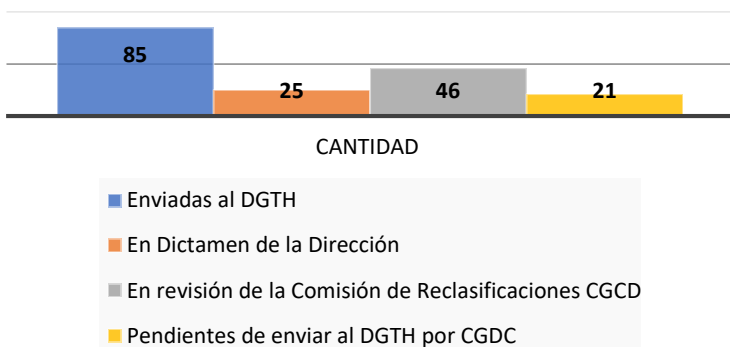 85
25
46
21
CANTIDAD
Enviadas al DGTH
En Dictamen de la Dirección
En revisión de la Comisión de Reclasificaciones CGCD
Pendientes de enviar al DGTH por CGDC